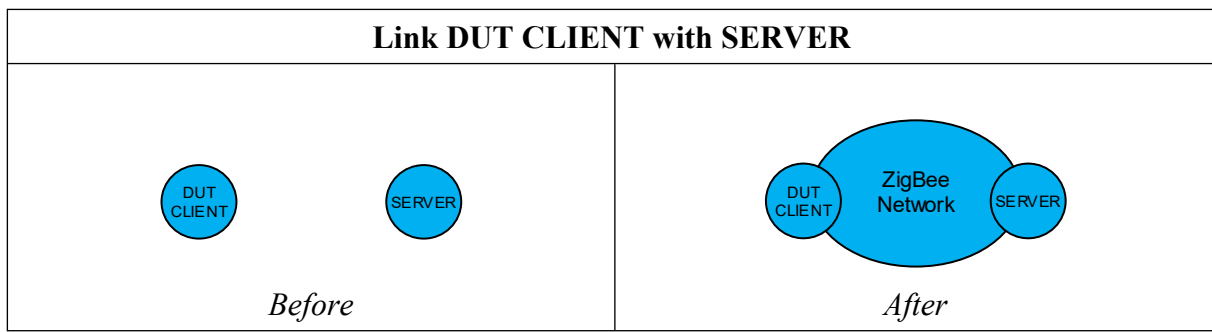 Link DUT CLIENT with SERVER
DUT
CLIENT
SERVER
Before
DUT
CLIENT
ZigBee
Network
SERVER
After